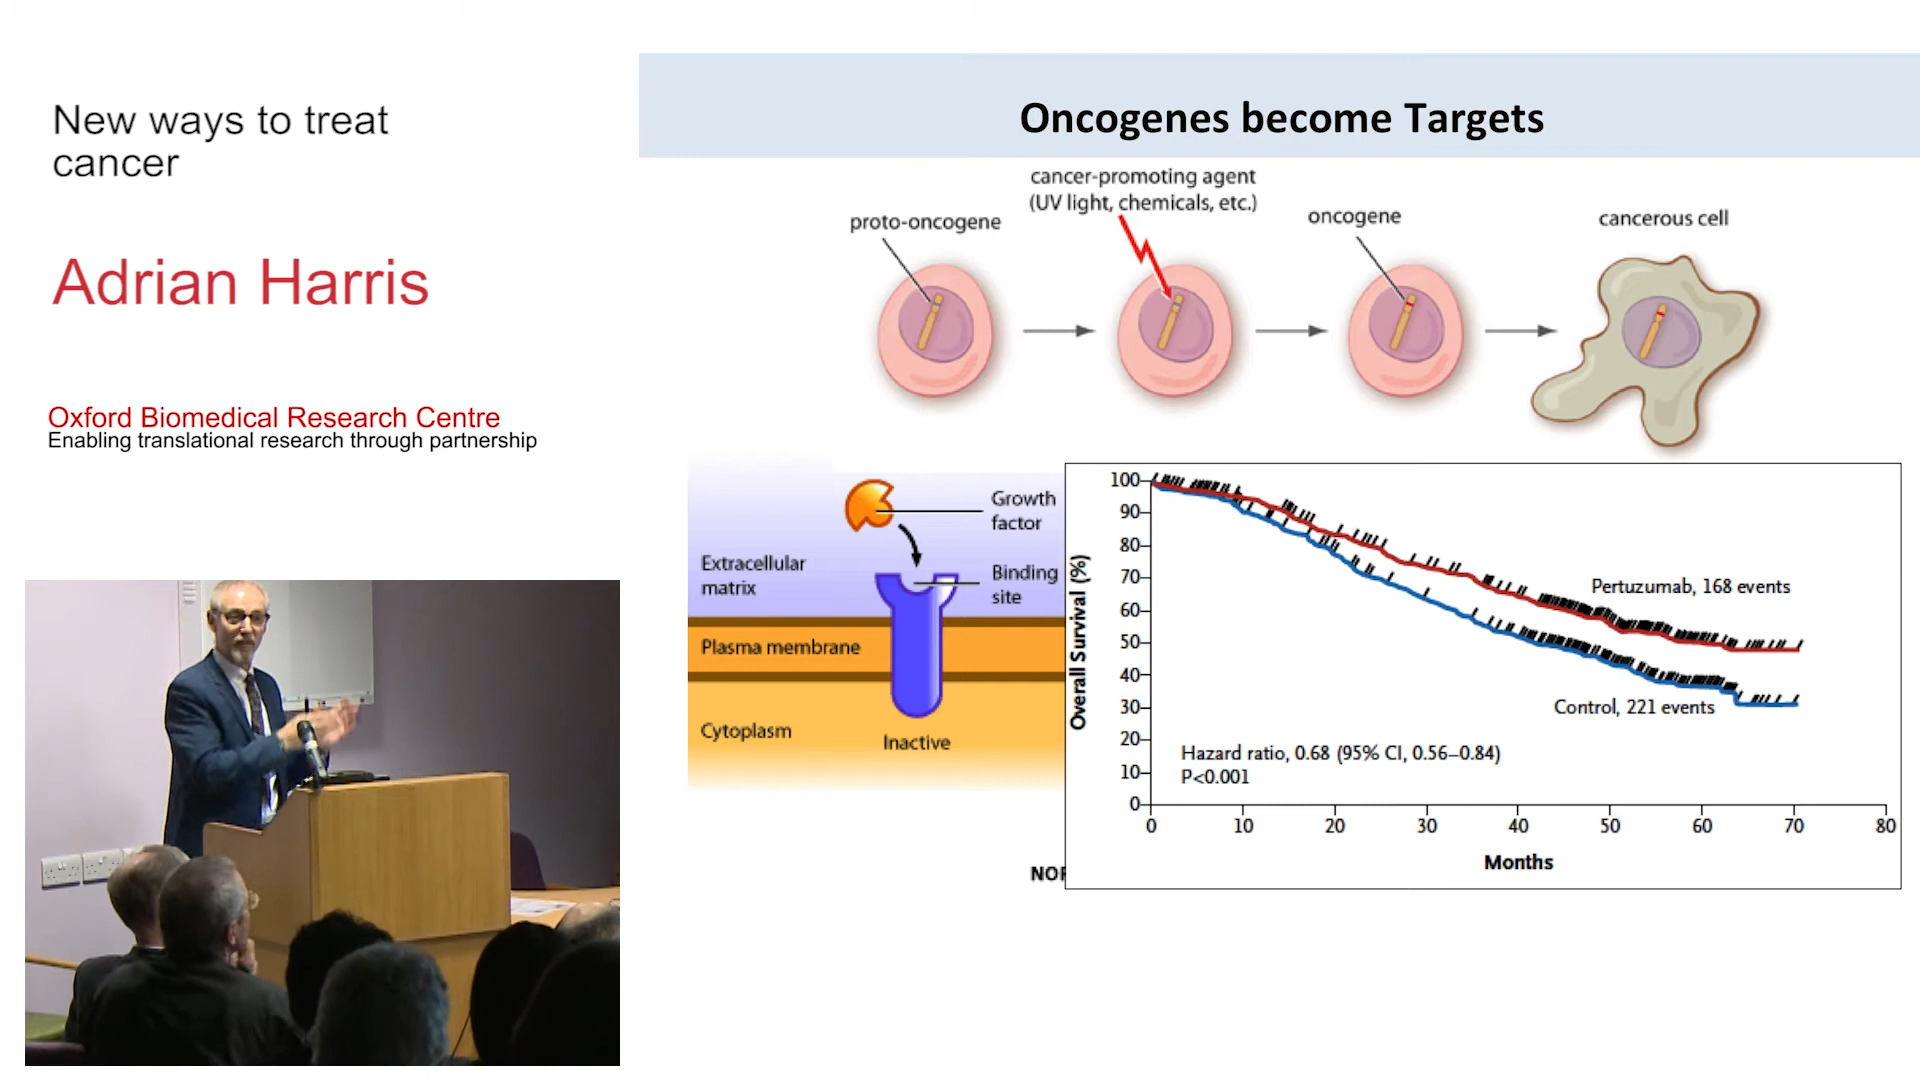 New ways to treat
cancer
Adrian Harris
Oxford Biomedical Research Centre
Enabling translational research through partnership
Oncogenes become Targets
proto-oncogene
cancer-promoting agent
(UV light, chemicals, etc.)
oncogene
cancerous cell
Growth
factor
Extracellular
matrix
Binding
site
Plasma membrane
Cytoplasm
Inactive
100
90
80
70
60
50
40
30
20
10
0
Overall Survival (%)
Pertuzumab, 168 events
Control, 221 events
Hazard ratio, 0.68 (95% CI, 0.56–0.84)
P<0.001
0 10 20 30 40 50 60 70 80
Months